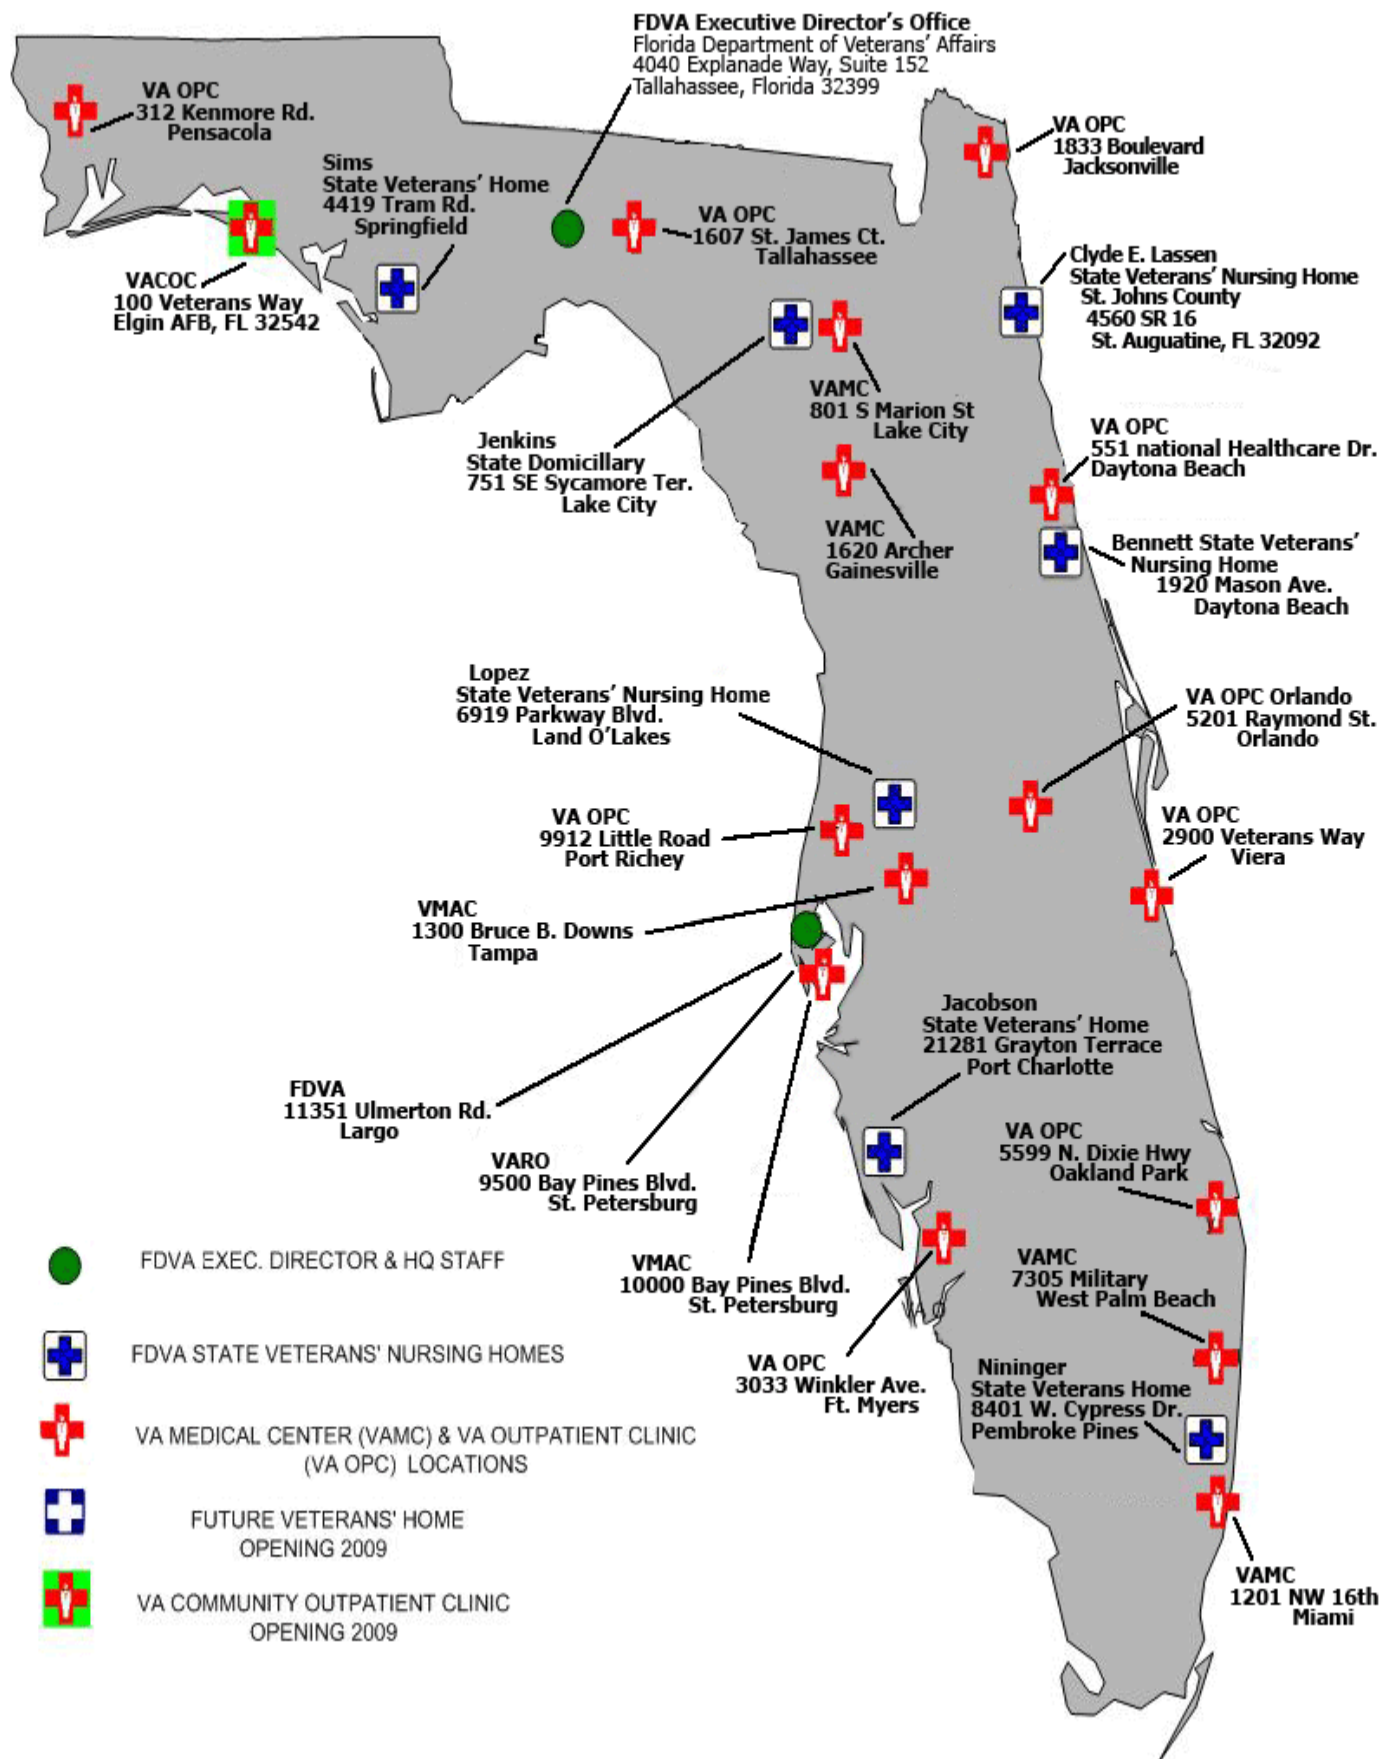 FDVA Executive Director's Office
Florida Department of Veterans' Affairs
4040 Explanade Way, Suite 152
Tallahassee, Florida 32399
VA OPC
312 Kenmore Rd.
Pensacola
VA OPC
1833 Boulevard
Jacksonville
Sims
State Veterans' Home
4419 Tram Rd.
Springfield
VA OPC
1607 St. James Ct.
Tallahassee
VACOC
100 Veterans Way
Elgin AFB, FL 32542
Clyde E. Lassen
State Veterans' Nursing Home
St. Johns County
4560 SR 16
St. Auguatine, FL 32092
VAMC
801 S Marion St
Lake City
Jenkins
State Domicillary
751 SE Sycamore Ter.
Lake City
VA OPC
551 national Healthcare Dr.
Daytona Beach
VAMC
1620 Archer
Gainesville
Bennett State Veterans'
Nursing Home
1920 Mason Ave.
Daytona Beach
Lopez
State Veterans' Nursing Home
6919 Parkway Blvd.
Land O'Lakes
VA OPC Orlando
5201 Raymond St.
Orlando
VA OPC
9912 Little Road
Port Richey
VA OPC
2900 Veterans Way
Viera
VMAC
1300 Bruce B. Downs
Tampa
Jacobson
State Veterans' Home
21281 Grayton Terrace
Port Charlotte
FDVA
11351 Ulmerton Rd.
Largo
VA OPC
5599 N. Dixie Hwy
Oakland Park
VARO
9500 Bay Pines Blvd.
St. Petersburg
VMAC
10000 Bay Pines Blvd.
St. Petersburg
VAMC
7305 Military
West Palm Beach
VA OPC
3033 Winkler Ave.
Ft. Myers
Nininger
State Veterans Home
8401 W. Cypress Dr.
Pembroke Pines
VAMC
1201 NW 16th
Miami
FDVA EXEC. DIRECTOR & HQ STAFF
FDVA STATE VETERANS' NURSING HOMES
VA MEDICAL CENTER (VAMC) & VA OUTPATIENT CLINIC
(VA OPC) LOCATIONS
FUTURE VETERANS' HOME
OPENING 2009
VA COMMUNITY OUTPATIENT CLINIC
OPENING 2009